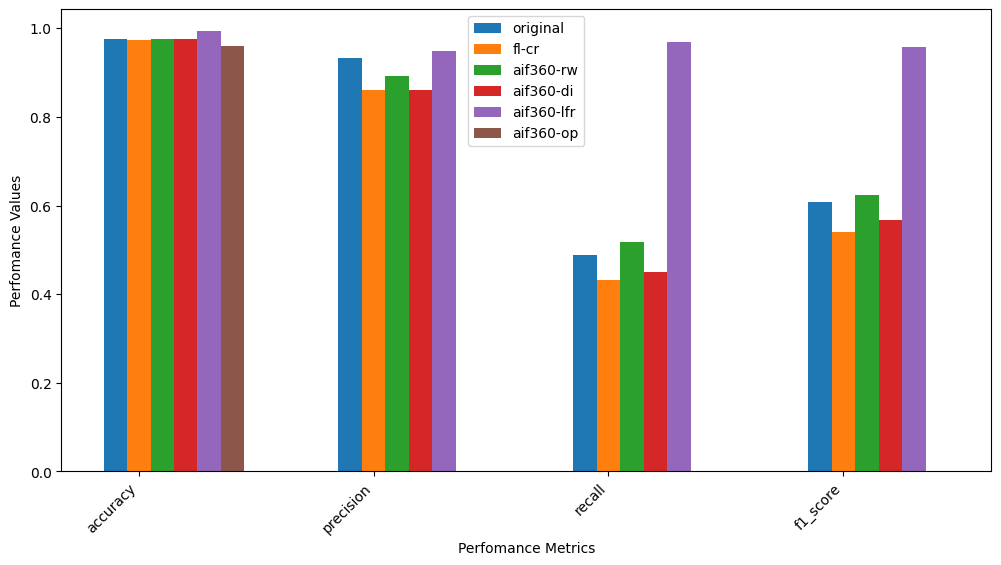 original
fl-cr
aif360-rw
aif360-di
aif360-lfr
aif360-op
1.0
0.8
0.6
0.4
0.2
0.0
Perfomance Values
accuracy
precision
recall
f1_score
Perfomance Metrics